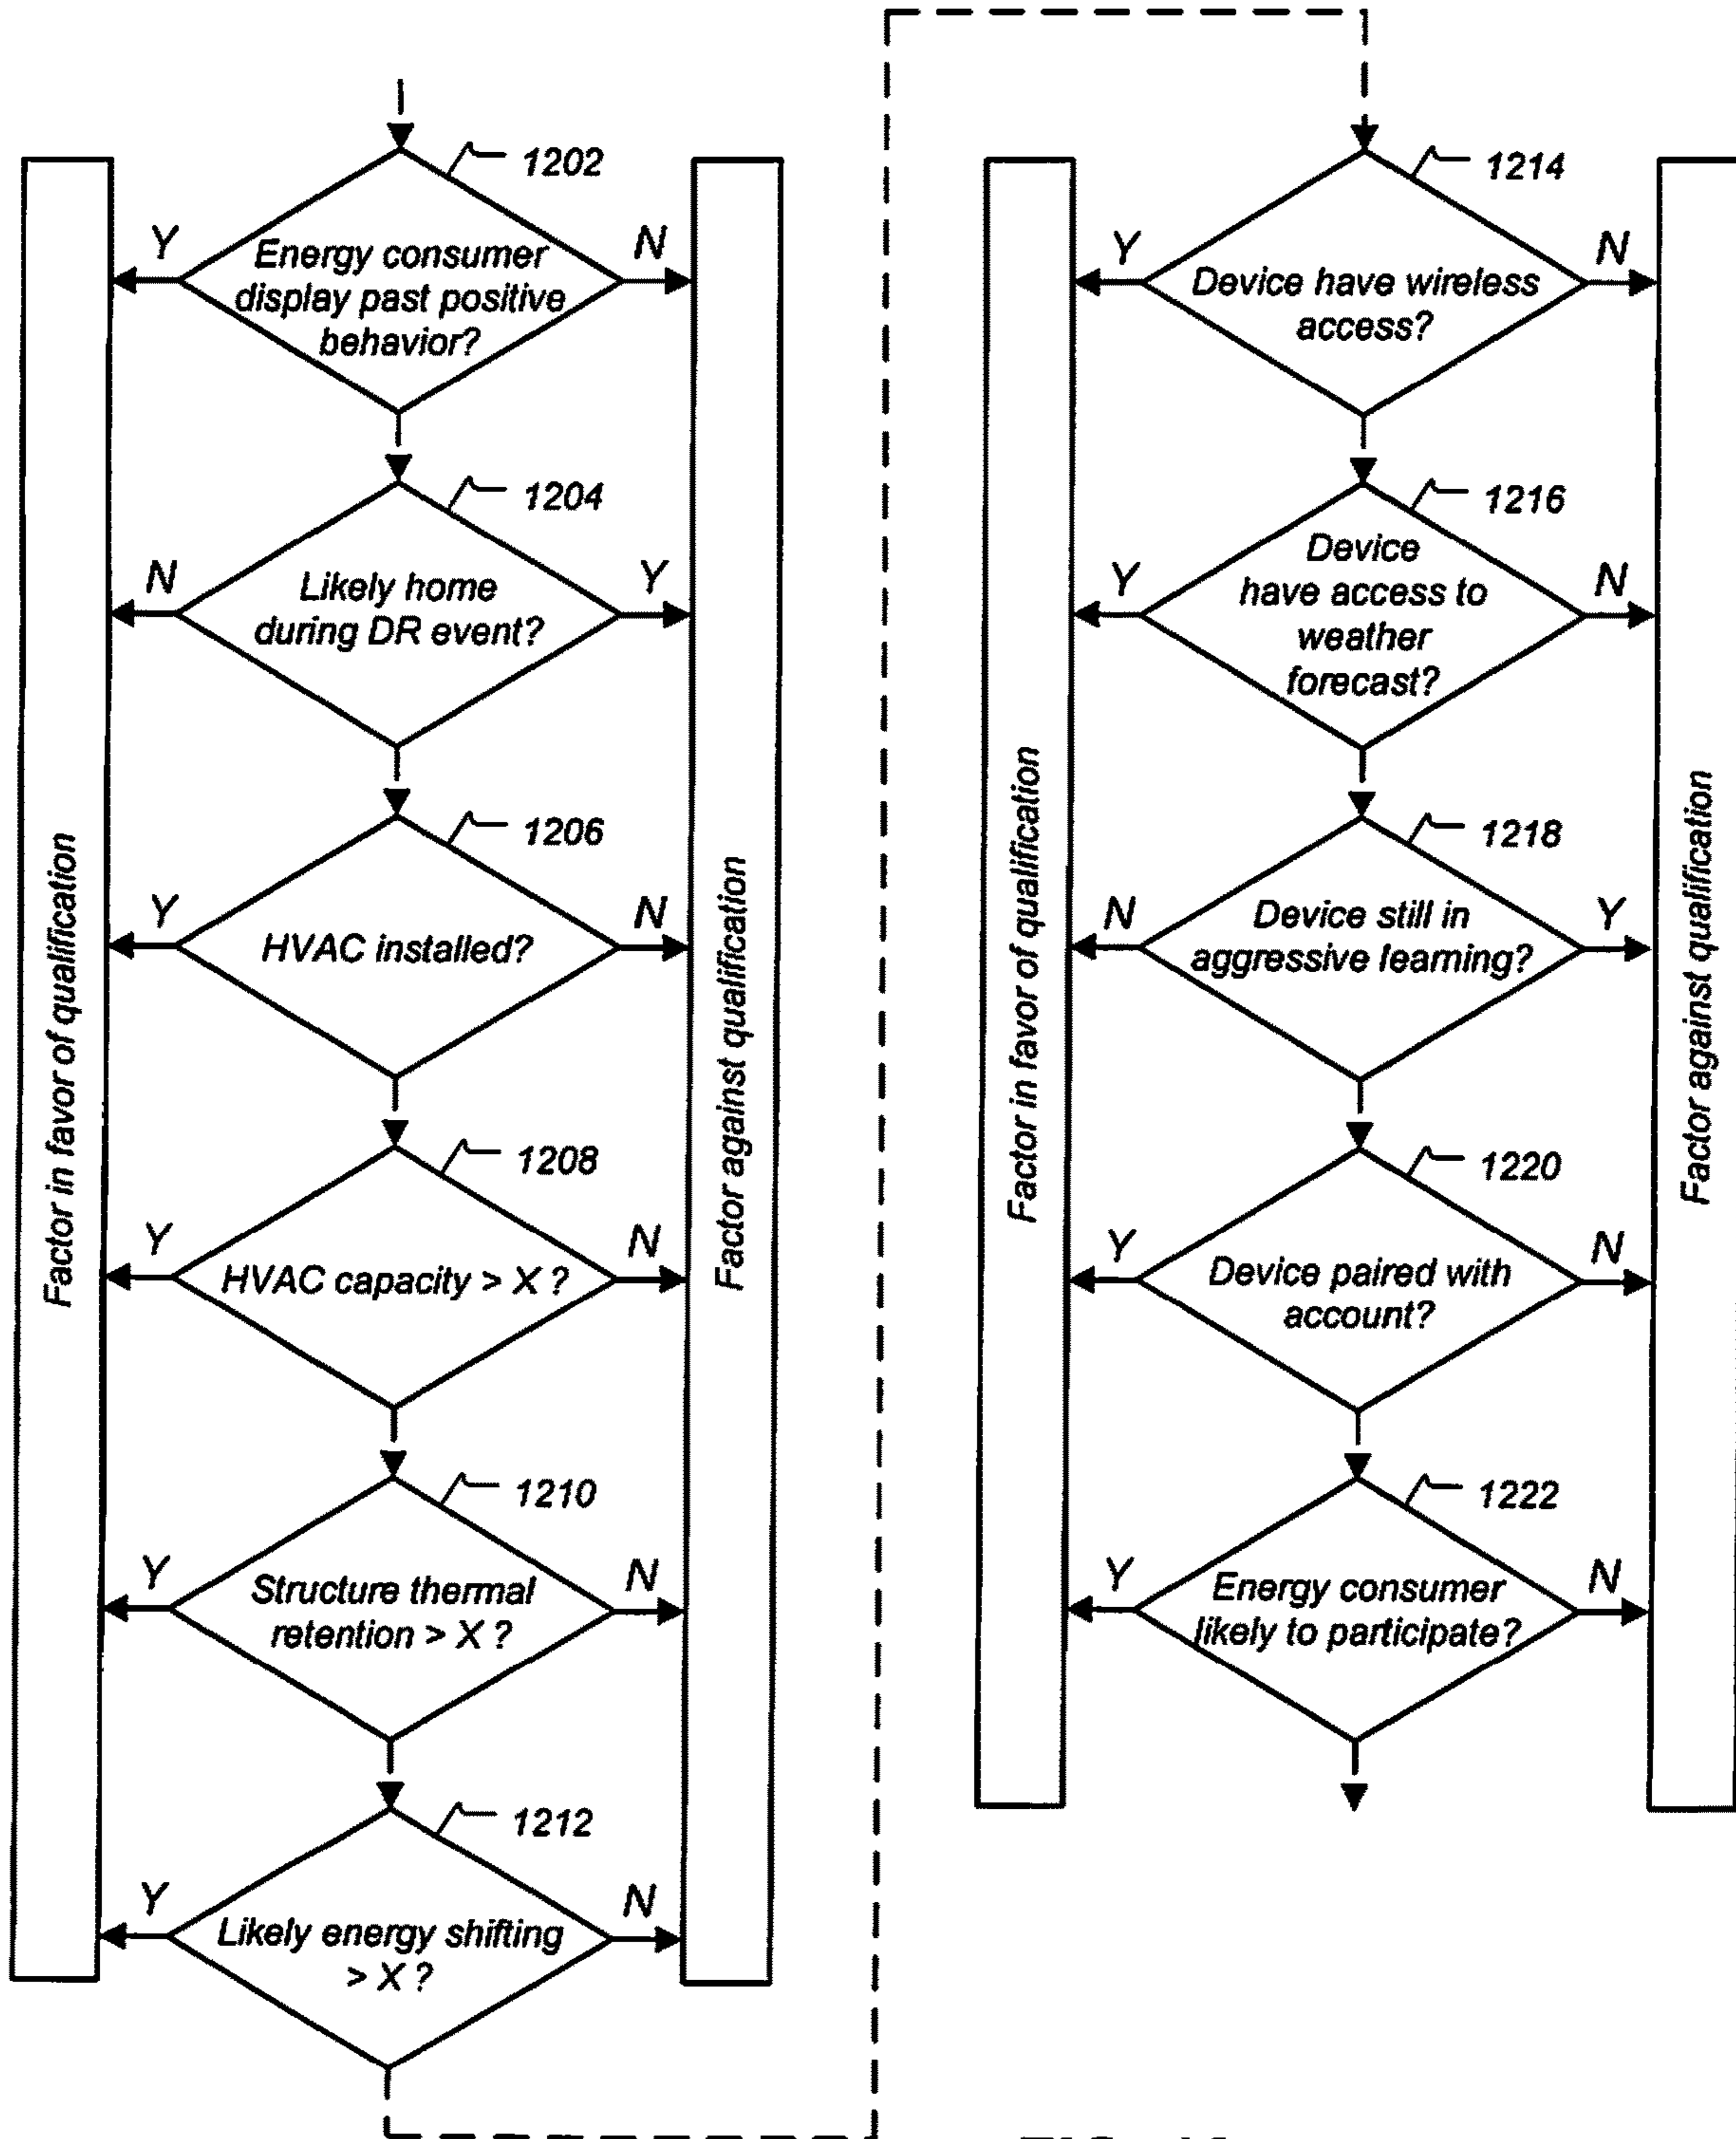 1202
Y
N
Energy consumer
display past positive
behavior?
1204
N
Y
Likely home
during DR event?
1206
Y
N
HVAC installed?
1208
Y
N
HVAC capacity > X ?
1210
Y
N
Structure thermal
retention > X ?
1212
Y
N
Likely energy shifting
> X ?
Factor in favor of qualification
Factor against qualification
1214
Y
N
Device have wireless
access?
1216
Y
N
Device
have access to
weather
forecast?
1218
N
Y
Device still in
aggressive learning?
1220
Y
N
Device paired with
account?
1222
Y
N
Energy consumer
likely to participate?
Factor in favor of qualification
Factor against qualification